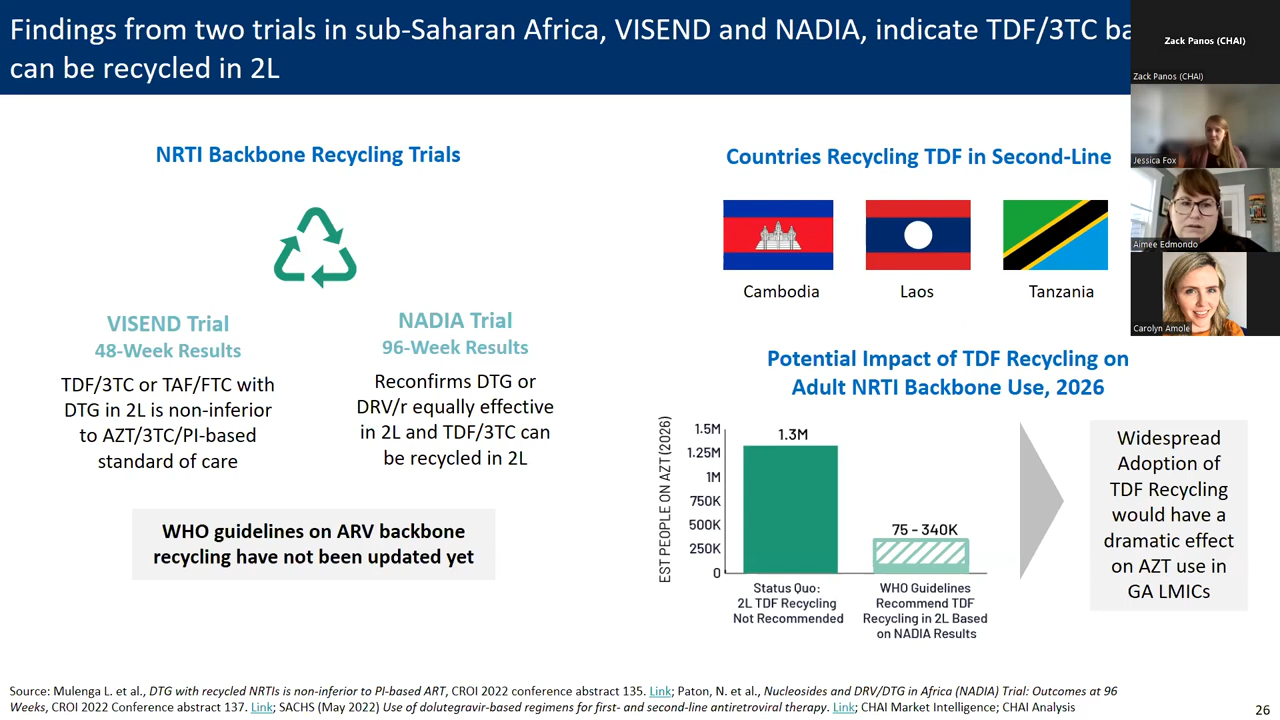 Findings from two trials in sub-Saharan Africa, VISEND and NADIA, indicate TDF/3TC
can be recycled in 2L
Zack Panos (CHAI)
Zack Panos (CHAI)
Jessica Fox
Aimee Edmondo
Carolyn Amole
NRTI Backbone Recycling Trials
VISEND Trial
48-Week Results
TDF/3TC or TAF/FTC with
DTG in 2L is non-inferior
to AZT/3TC/PI-based
standard of care
NADIA Trial
96-Week Results
Reconfirms DTG or
DRV/r equally effective
in 2L and TDF/3TC can
be recycled in 2L
WHO guidelines on ARV backbone
recycling have not been updated yet
Countries Recycling TDF in Second-Line
Cambodia
Laos
Tanzania
Potential Impact of TDF Recycling on
Adult NRTI Backbone Use, 2026
EST PEOPLE ON AZT (2026)
1.5M
1.25M
1M
750K
500K
250K
0
1.3M
75 - 340K
Status Quo:
2L TDF Recycling
Not Recommended
WHO Guidelines
Recommend TDF
Recycling in 2L Based
on NADIA Results
Widespread
Adoption of
TDF Recycling
would have a
dramatic effect
on AZT use in
GA LMICs
Source: Mulenga L. et al., DTG with recycled NRTIs is non-inferior to PI-based ART, CROI 2022 conference abstract 135. Link; Paton, N. et al., Nucleosides and DRV/DTG in Africa (NADIA) Trial: Outcomes at 96
Weeks, CROI 2022 Conference abstract 137. Link; SACHS (May 2022) Use of dolutegravir-based regimens for first- and second-line antiretroviral therapy. Link; CHAI Market Intelligence; CHAI Analysis
26